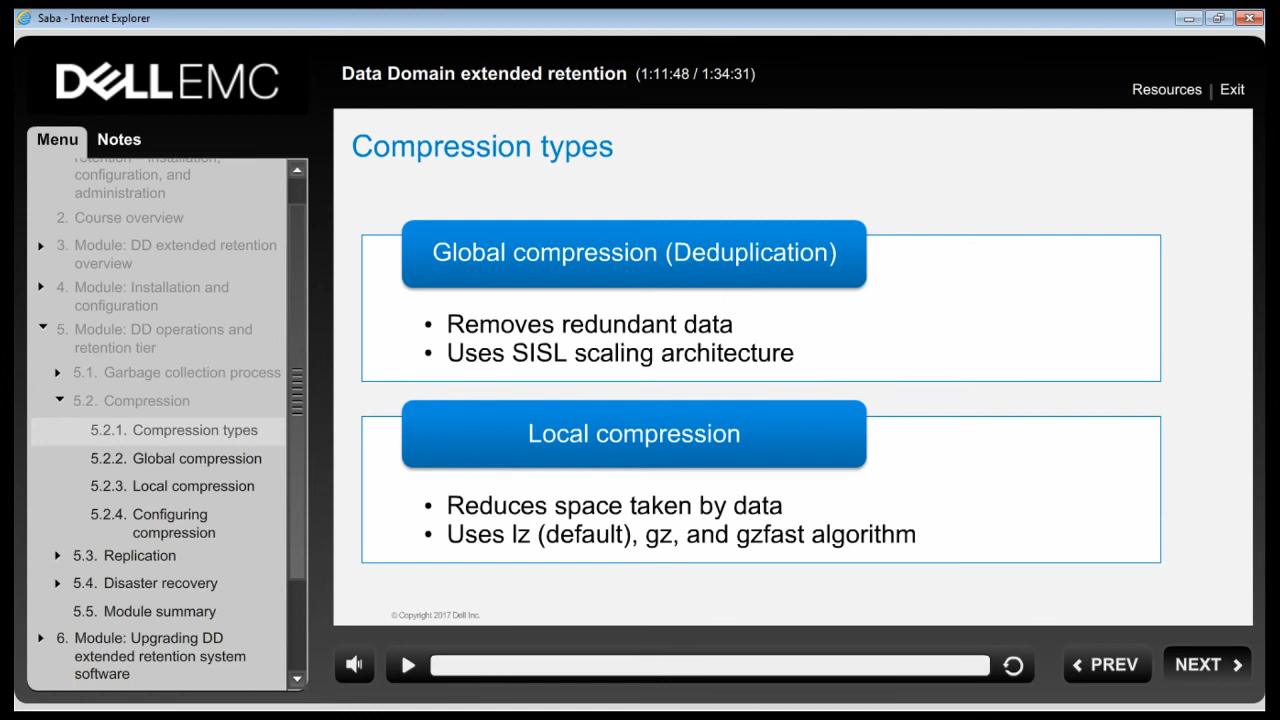 Saba - Internet Explorer
DELLEMC
Data Domain extended retention (1:11:48 / 1:34:31)
Resources | Exit
Menu Notes
retention - installation,
configuration, and
administration
2. Course overview
3. Module: DD extended retention
overview
4. Module: Installation and
configuration
5. Module: DD operations and
retention tier
5.1. Garbage collection process
5.2. Compression
5.2.1. Compression types
5.2.2. Global compression
5.2.3. Local compression
5.2.4. Configuring
compression
5.3. Replication
5.4. Disaster recovery
5.5. Module summary
6. Module: Upgrading DD
extended retention system
software
Compression types
Global compression (Deduplication)
• Removes redundant data
• Uses SISL scaling architecture
Local compression
• Reduces space taken by data
• Uses lz (default), gz, and gzfast algorithm
© Copyright 2017 Dell Inc.
PREV NEXT